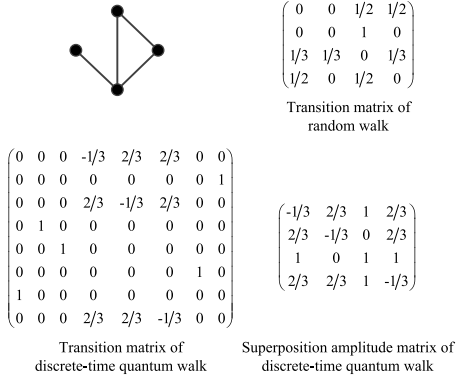 0 0 1/2 1/2
0 0 1 0
1/3 1/3 0 1/3
1/2 0 1/2 0
Transition matrix of
random walk
0 0 0 -1/3 2/3 2/3 0 0
0 0 0 0 0 0 0 1
0 0 0 2/3 -1/3 2/3 0 0
0 1 0 0 0 0 0 0
0 0 1 0 0 0 0 0
0 0 0 0 0 0 1 0
1 0 0 0 0 0 0 0
0 0 0 2/3 2/3 -1/3 0 0
Transition matrix of
discrete-time quantum walk
-1/3 2/3 1 2/3
2/3 -1/3 0 2/3
1 0 1 1
2/3 2/3 1 -1/3
Superposition amplitude matrix of
discrete-time quantum walk